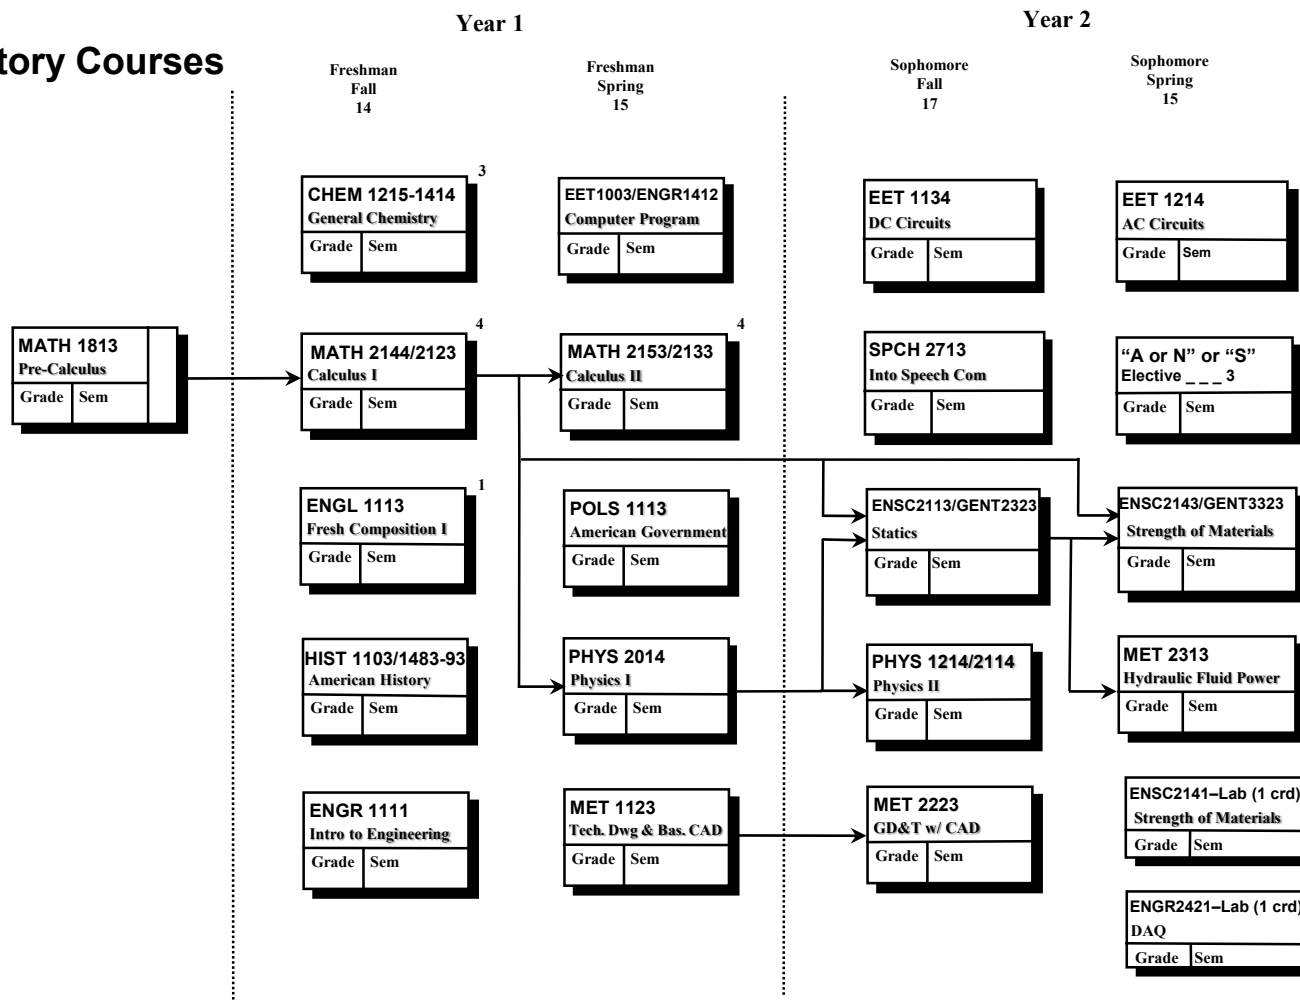 Year 1
Year 2
tory Courses
Freshman
Fall
14
Freshman
Spring
15
Sophomore
Fall
17
Sophomore
Spring
15
3
CHEM 1215-1414
General Chemistry
Grade Sem
EET1003/ENGR1412
Computer Program
Grade Sem
EET 1134
DC Circuits
Grade Sem
EET 1214
AC Circuits
Grade Sem
MATH 1813
Pre-Calculus
Grade Sem
4
MATH 2144/2123
Calculus I
Grade Sem
4
MATH 2153/2133
Calculus II
Grade Sem
SPCH 2713
Into Speech Com
Grade Sem
“A or N” or “S”
Elective _ _ _ 3
Grade Sem
1
ENGL 1113
Fresh Composition I
Grade Sem
POLS 1113
American Government
Grade Sem
ENSC2113/GENT2323
Statics
Grade Sem
ENSC2143/GENT3323
Strength of Materials
Grade Sem
HIST 1103/1483-93
American History
Grade Sem
PHYS 2014
Physics I
Grade Sem
PHYS 1214/2114
Physics II
Grade Sem
MET 2313
Hydraulic Fluid Power
Grade Sem
ENGR 1111
Intro to Engineering
Grade Sem
MET 1123
Tech. Dwg & Bas. CAD
Grade Sem
MET 2223
GD&T w/ CAD
Grade Sem
ENSC2141–Lab (1 crd)
Strength of Materials
Grade Sem
ENGR2421–Lab (1 crd)
DAQ
Grade Sem